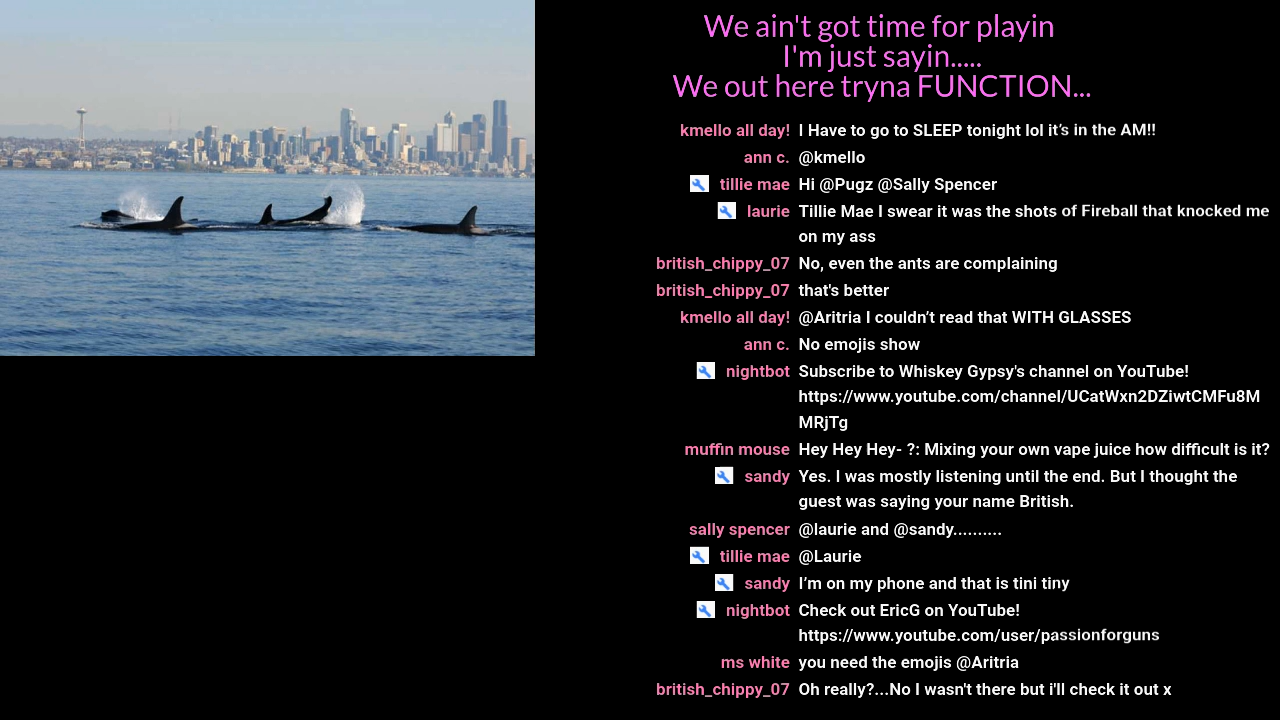 We ain't got time for playin
I'm just sayin.....
We out here tryna FUNCTION...
kmello all day! I Have to go to SLEEP tonight lol it’s in the AM!!
ann c. @kmello
tillie mae Hi @Pugz @Sally Spencer
laurie Tillie Mae I swear it was the shots of Fireball that knocked me
on my ass
british_chippy_07 No, even the ants are complaining
british_chippy_07 that's better
kmello all day! @Aritria I couldn’t read that WITH GLASSES
ann c. No emojis show
nightbot Subscribe to Whiskey Gypsy's channel on YouTube!
https://www.youtube.com/channel/UCatWxn2DZiwtCMFu8M
MRjTg
muffin mouse Hey Hey Hey- ?: Mixing your own vape juice how difficult is it?
sandy Yes. I was mostly listening until the end. But I thought the
guest was saying your name British.
sally spencer @laurie and @sandy..........
tillie mae @Laurie
sandy I’m on my phone and that is tini tiny
nightbot Check out EricG on YouTube!
https://www.youtube.com/user/passionforguns
ms white you need the emojis @Aritria
british_chippy_07 Oh really?...No I wasn't there but i'll check it out x